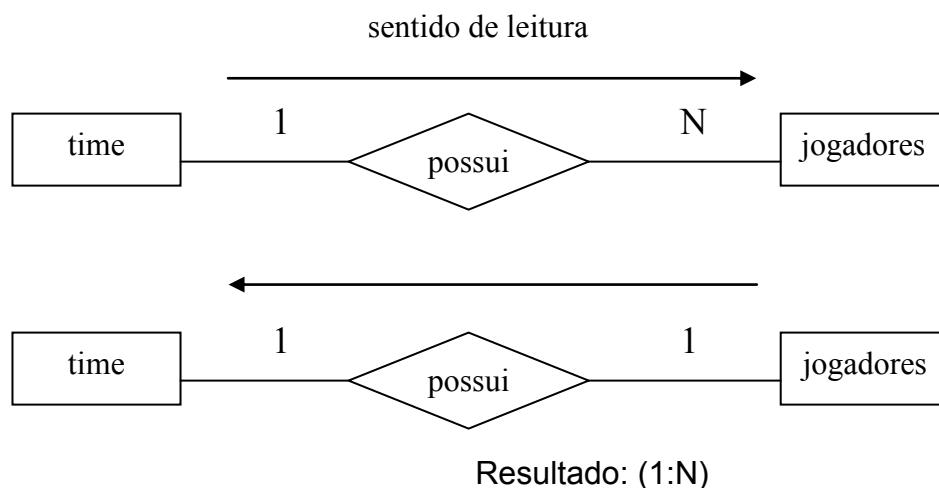 sentido de leitura
1 N
time possui jogadores
1 1
time possui jogadores
Resultado: (1:N)